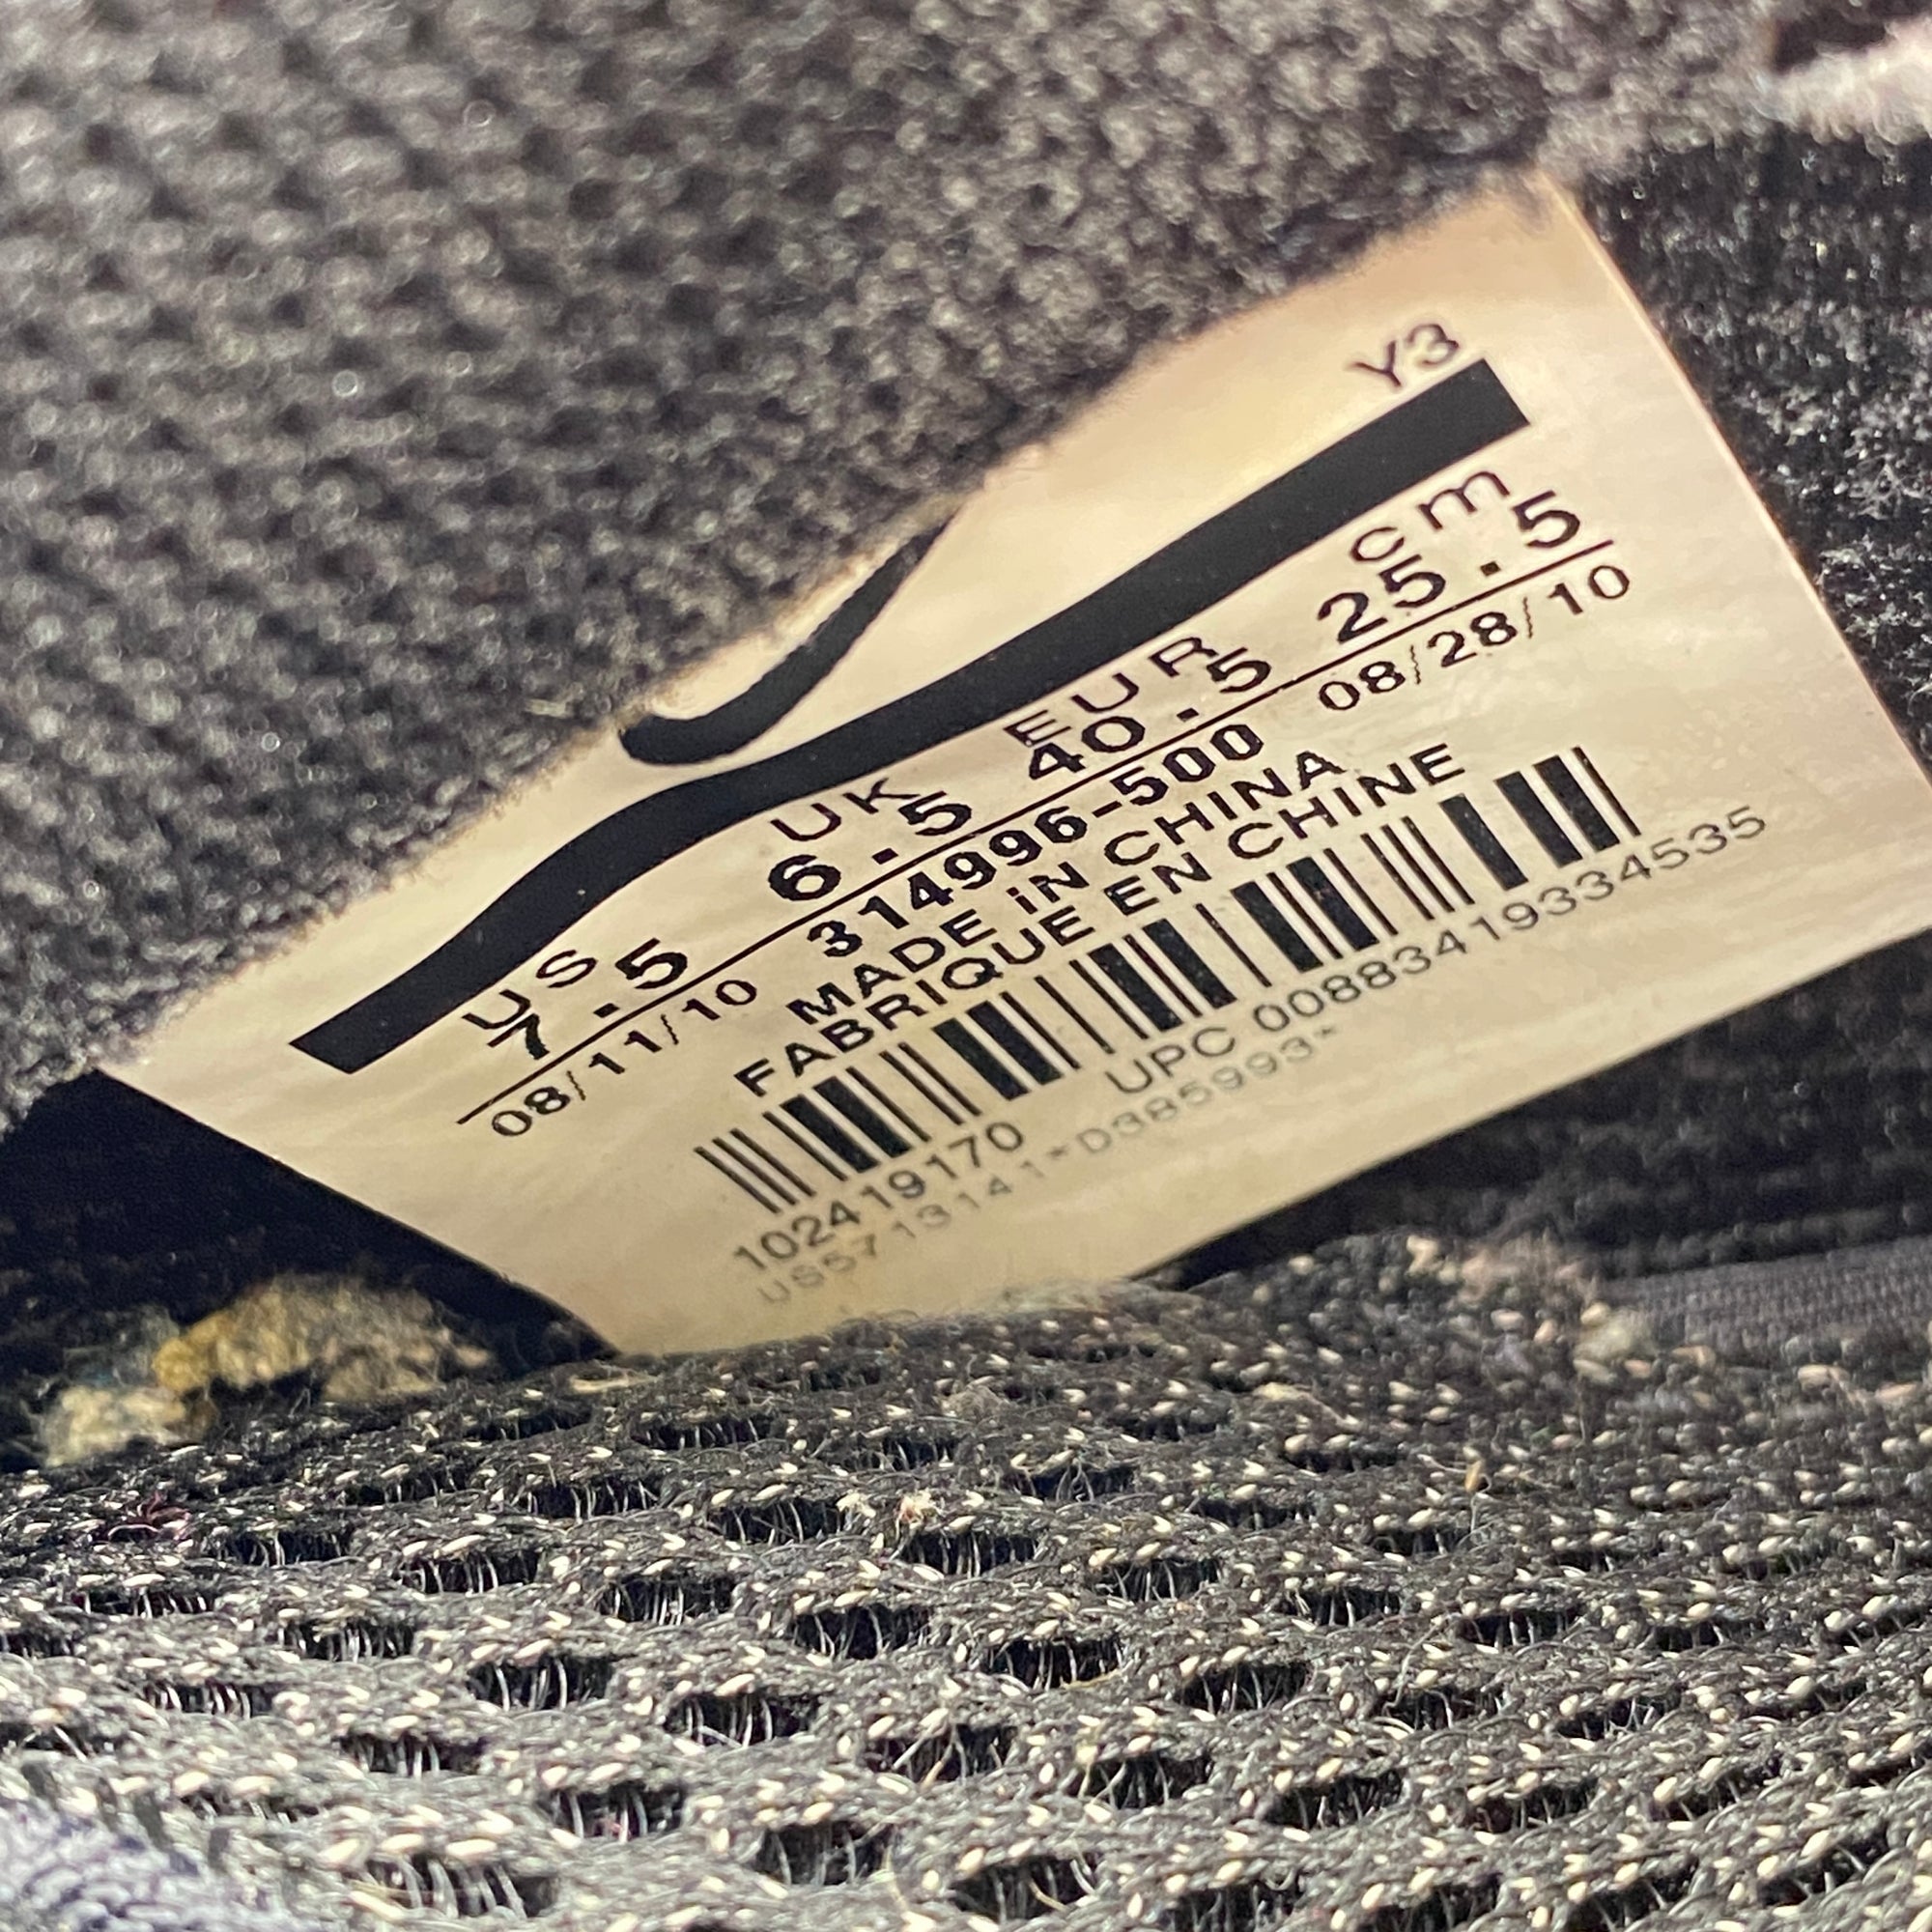 Y3
US UK EUR cm
7.5 6.5 40.5 25.5
08/11/10 314996-500 08/28/10
MADE iN CHINA
FABRIQUE EN CHINE
102419170 UPC 00883419334535
US5713141*D385993*